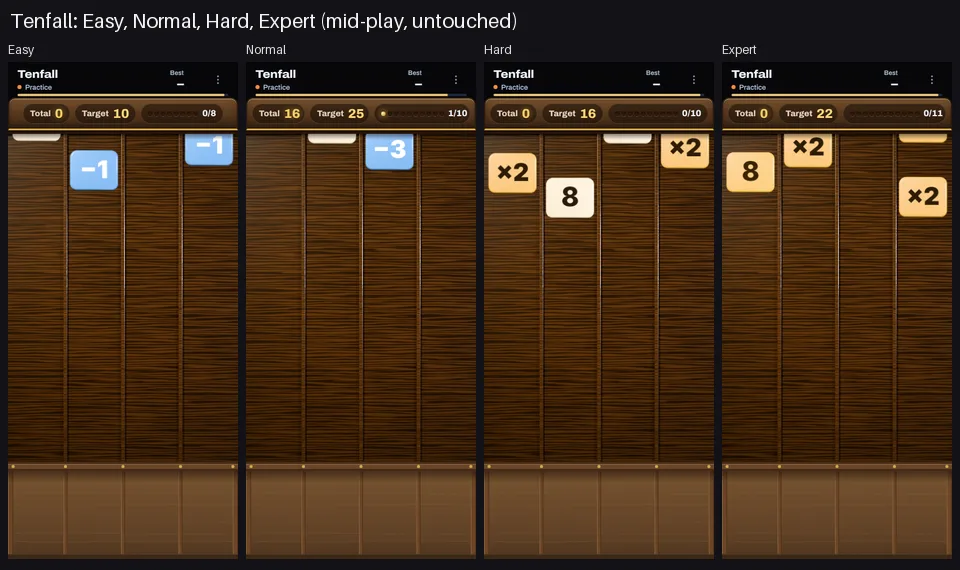 Tenfall: Easy, Normal, Hard, Expert (mid-play, untouched)
Easy
Tenfall
Practice
Best
–
Total 0
Target 10
0/8
−1
−1
Normal
Tenfall
Practice
Best
–
Total 16
Target 25
1/10
−3
Hard
Tenfall
Practice
Best
–
Total 0
Target 16
0/10
×2
×2
8
Expert
Tenfall
Practice
Best
–
Total 0
Target 22
0/11
×2
8
×2